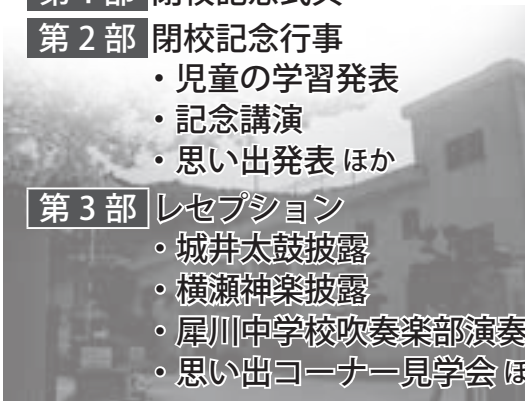 第2部 閉校記念行事
・児童の学習発表
・記念講演
・思い出発表 ほか
第3部 レセプション
・城井太鼓披露
・横瀬神楽披露
・犀川中学校吹奏楽部演奏
・思い出コーナー見学会